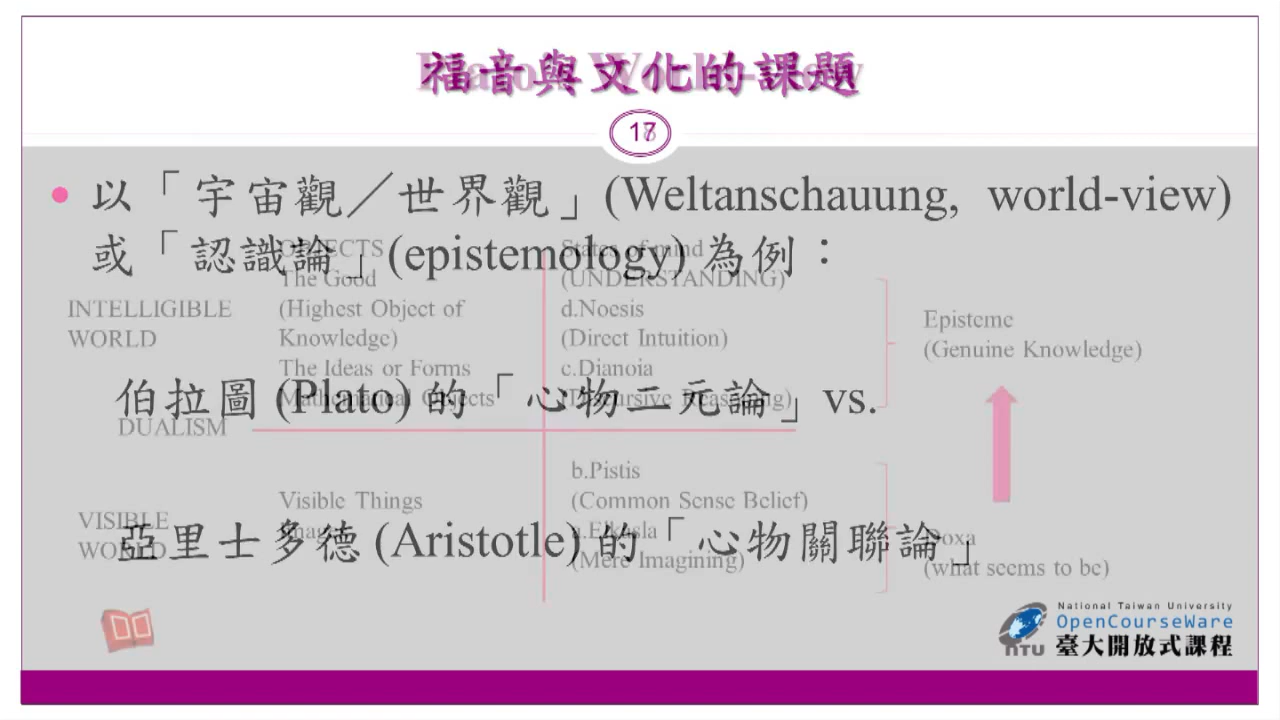 福音與文化的課題
17
以「宇宙觀／世界觀」(Weltanschauung, world-view)
或「認識論」(epistemology) 為例：
伯拉圖 (Plato) 的「心物二元論」vs.
亞里士多德 (Aristotle) 的「心物關聯論」
OBJECTS
The Good
(Highest Object of
Knowledge)
The Ideas or Forms
Mathematical Objects
States of mind
(UNDERSTANDING)
d.Noesis
(Direct Intuition)
c.Dianoia
INTELLIGIBLE
WORLD
Episteme
(Genuine Knowledge)
DUALISM
VISIBLE
WORLD
Visible Things
b.Pistis
(Common Sense Belief)
(Mere Imagining)
Doxa
(what seems to be)
National Taiwan University
OpenCourseWare
NTU 臺大開放式課程